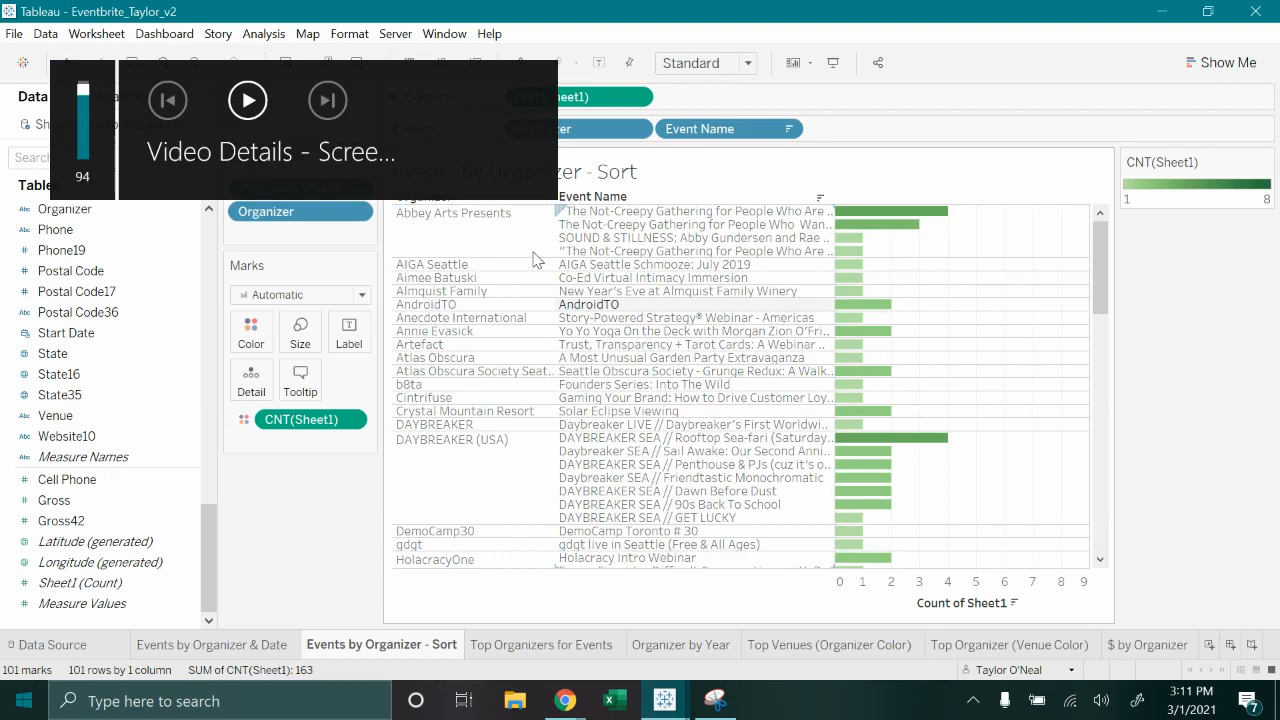 Tableau - Eventbrite_Taylor_v2
File Data Worksheet Dashboard Story Analysis Map Format Server Window Help
Standard
Show Me
Data
94
Video Details - Scree...
Event Name
Search
Tables
Organizer
Phone
Phone19
Postal Code
Postal Code17
Postal Code36
Start Date
State
State16
State35
Venue
Website10
Measure Names
Cell Phone
Gross
Gross42
Latitude (generated)
Longitude (generated)
Sheet1 (Count)
Measure Values
Organizer
Marks
Automatic
Color Size Label
Detail Tooltip
CNT(Sheet1)
Events by Organizer - Sort
Organizer Event Name
Abbey Arts Presents "The Not-Creepy Gathering for People Who Are ..
The Not-Creepy Gathering for People Who Wan..
SOUND & STILLNESS: Abby Gundersen and Rae ..
"The Not-Creepy Gathering for People Who Are ..
AIGA Seattle AIGA Seattle Schmooze: July 2019
Aimee Batuski Co-Ed Virtual Intimacy Immersion
Almquist Family New Year's Eve at Almquist Family Winery
AndroidTO AndroidTO
Anecdote International Story-Powered Strategy® Webinar - Americas
Annie Evasick Yo Yo Yoga On the Deck with Morgan Zion O'Fri..
Artefact Trust, Transparency + Tarot Cards: A Webinar ..
Atlas Obscura A Most Unusual Garden Party Extravaganza
Atlas Obscura Society Seat.. Seattle Obscura Society - Grunge Redux: A Walk..
b8ta Founders Series: Into The Wild
Cintrifuse Gaming Your Brand: How to Drive Customer Loy..
Crystal Mountain Resort Solar Eclipse Viewing
DAYBREAKER Daybreaker LIVE // Daybreaker's First Worldwi..
DAYBREAKER (USA) DAYBREAKER SEA // Rooftop Sea-fari (Saturday..
Daybreaker SEA // Sail Awake: Our Second Anni..
DAYBREAKER SEA // Penthouse & PJs (cuz it's o..
Daybreaker SEA // Friendtastic Monochromatic
DAYBREAKER SEA // Dawn Before Dust
DAYBREAKER SEA // 90s Back To School
DAYBREAKER SEA // GET LUCKY
DemoCamp30 DemoCamp Toronto # 30
gdgt gdgt live in Seattle (Free & All Ages)
HolacracyOne Holacracy Intro Webinar
0 1 2 3 4 5 6 7 8 9
Count of Sheet1
CNT(Sheet1)
1 8
Data Source Events by Organizer & Date Events by Organizer - Sort Top Organizers for Events Organizer by Year Top Venues (Organizer Color) Top Organizer (Venue Color) $ by Organizer
101 marks 101 rows by 1 column SUM of CNT(Sheet1): 163 Taylor O'Neal
Type here to search
3:11 PM
3/1/2021
7